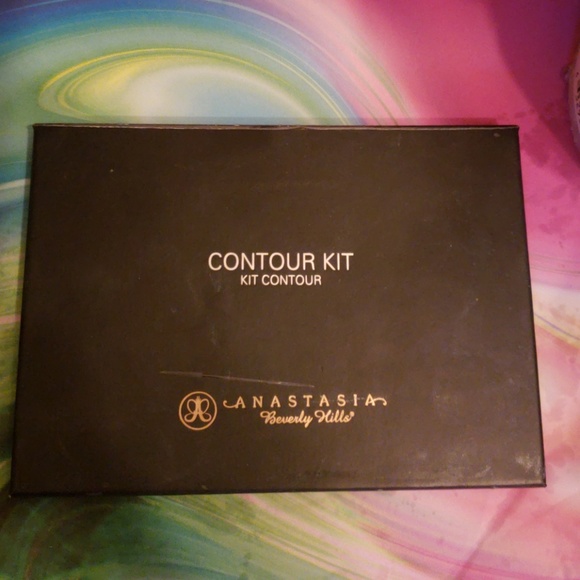 CONTOUR KIT
KIT CONTOUR
ANASTASIA
Beverly Hills®